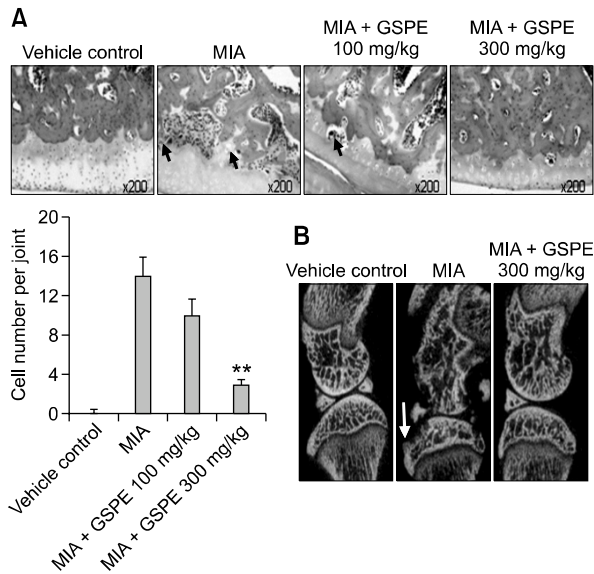 A
Vehicle control
MIA
MIA + GSPE
100 mg/kg
MIA + GSPE
300 mg/kg
x200
x200
x200
x200
Cell number per joint
20
16
12
8
4
0
**
Vehicle control
MIA
MIA + GSPE 100 mg/kg
MIA + GSPE 300 mg/kg
B
Vehicle control
MIA
MIA + GSPE
300 mg/kg